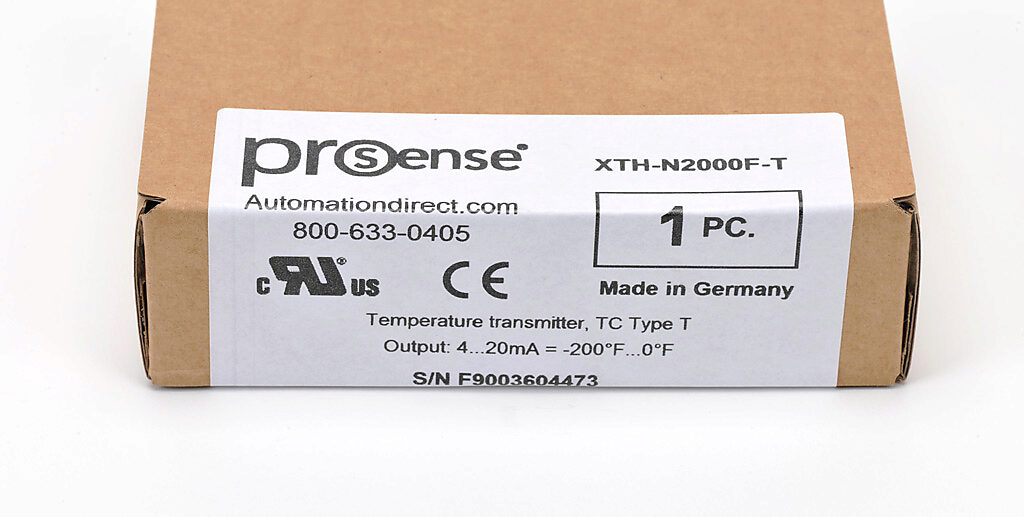 prosense®
XTH-N2000F-T
Automationdirect.com
800-633-0405
1 PC.
c RU® US
CE
Made in Germany
Temperature transmitter, TC Type T
Output: 4...20mA = -200°F...0°F
S/N F9003604473